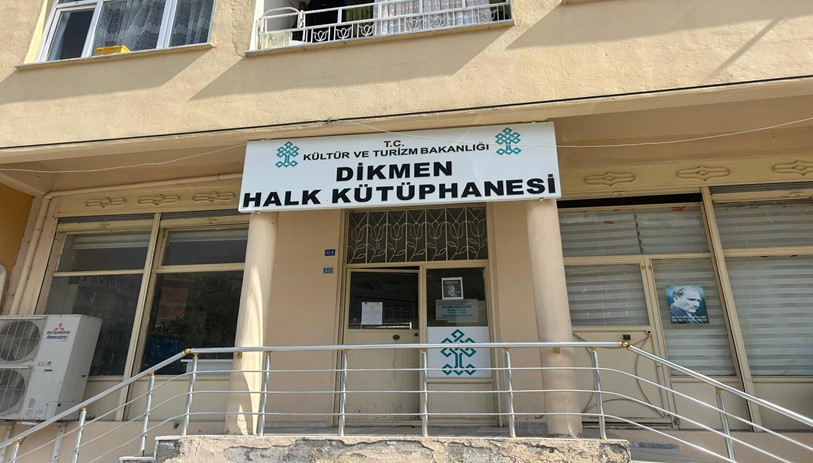 T.C.
KÜLTÜR VE TURİZM BAKANLIĞI
DİKMEN
HALK KÜTÜPHANESİ